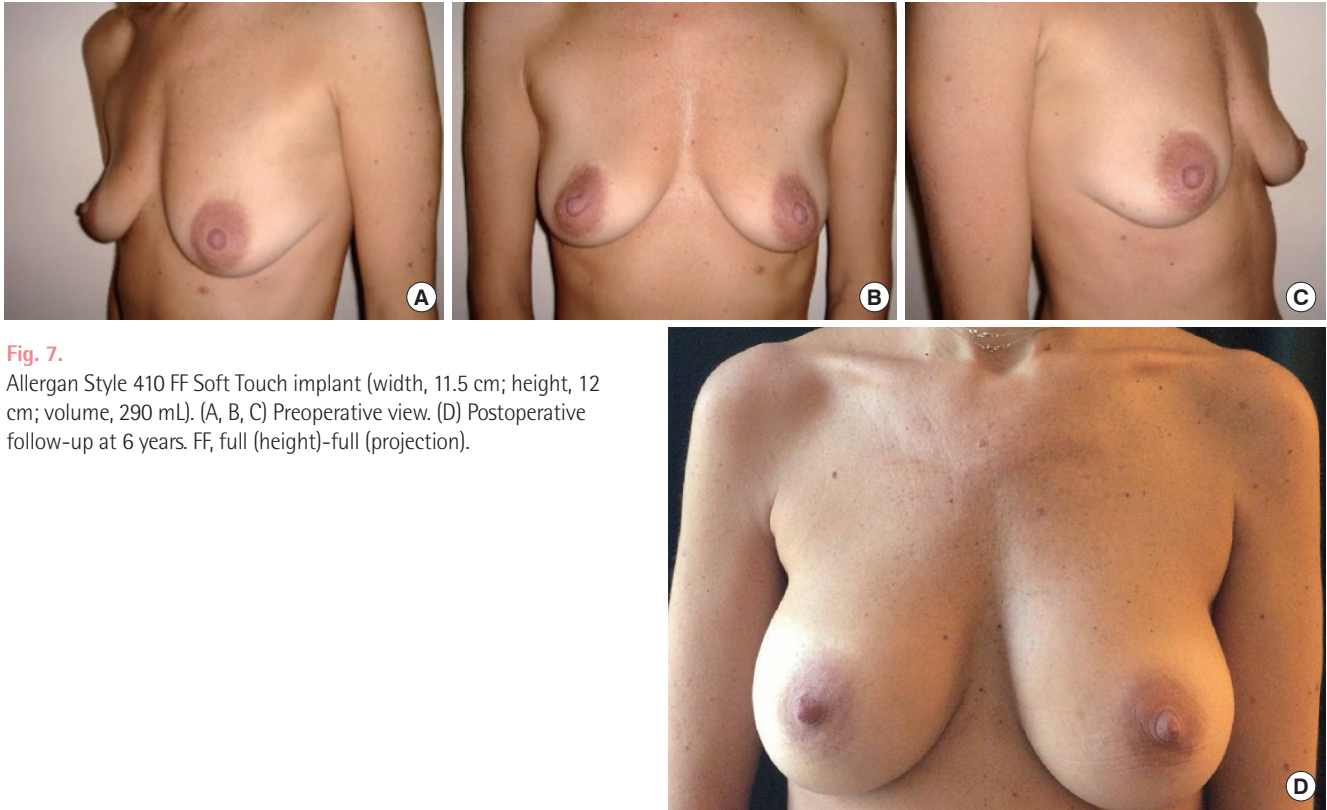 A
B
C
Fig. 7.
Allergan Style 410 FF Soft Touch implant (width, 11.5 cm; height, 12
cm; volume, 290 mL). (A, B, C) Preoperative view. (D) Postoperative
follow-up at 6 years. FF, full (height)-full (projection).
D